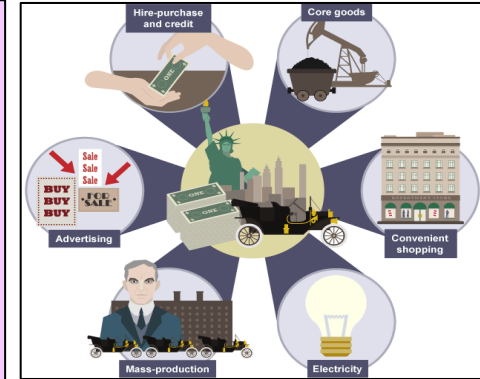 Hire-purchase
and credit
Core goods
ONE
ONE
ONE
Sale
Sale
Sale
BUY
BUY
BUY
FOR
SALE
Advertising
Convenient
shopping
Mass-production
Electricity